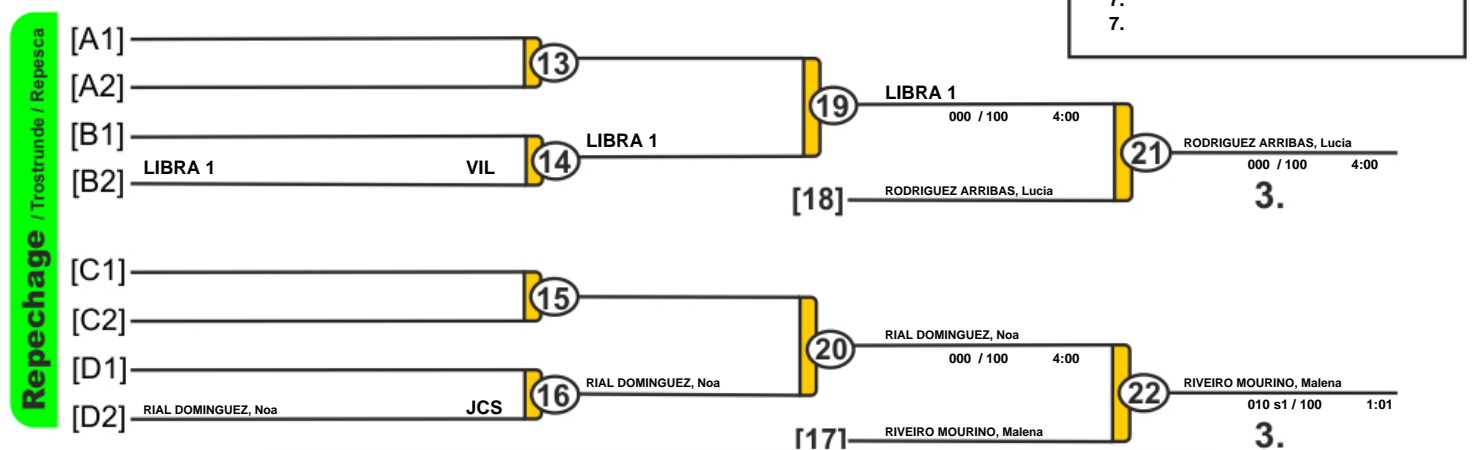 7.
7.
Repechage / Trostrunde / Repesca
[A1]
13
[A2]
19
LIBRA 1
000 / 100 4:00
[B1]
LIBRA 1 VIL
14
LIBRA 1
[B2]
21
RODRIGUEZ ARRIBAS, Lucia
000 / 100 4:00
3.
[18]
RODRIGUEZ ARRIBAS, Lucia
[C1]
15
[C2]
20
RIAL DOMINGUEZ, Noa
000 / 100 4:00
[D1]
16
RIAL DOMINGUEZ, Noa
[D2]
RIAL DOMINGUEZ, Noa JCS
22
RIVEIRO MOURINO, Malena
010 s1 / 100 1:01
3.
[17]
RIVEIRO MOURINO, Malena